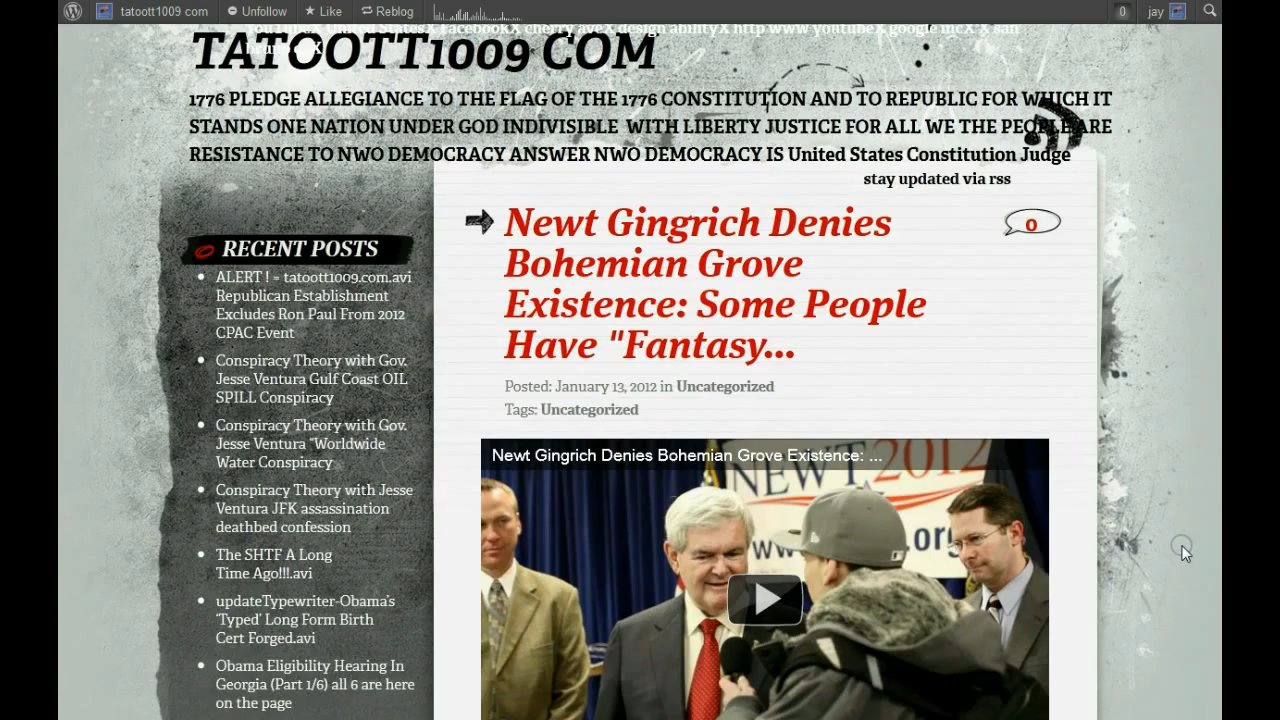 tatoott1009 com
Unfollow
Like
Reblog
0
jay
TATOOTT1009 COM
1776 PLEDGE ALLEGIANCE TO THE FLAG OF THE 1776 CONSTITUTION AND TO REPUBLIC FOR WHICH IT
STANDS ONE NATION UNDER GOD INDIVISIBLE WITH LIBERTY JUSTICE FOR ALL WE THE PEOPLE ARE
RESISTANCE TO NWO DEMOCRACY ANSWER NWO DEMOCRACY IS United States Constitution Judge
stay updated via rss
RECENT POSTS
ALERT ! = tatoott1009.com.avi
Republican Establishment
Excludes Ron Paul From 2012
CPAC Event
Conspiracy Theory with Gov.
Jesse Ventura Gulf Coast OIL
SPILL Conspiracy
Conspiracy Theory with Gov.
Jesse Ventura "Worldwide
Water Conspiracy
Conspiracy Theory with Jesse
Ventura JFK assassination
deathbed confession
The SHTF A Long
Time Ago!!!.avi
updateTypewriter-Obama's
'Typed' Long Form Birth
Cert Forged.avi
Obama Eligibility Hearing In
Georgia (Part 1/6) all 6 are here
on the page
Newt Gingrich Denies
Bohemian Grove
Existence: Some People
Have "Fantasy...
0
Posted: January 13, 2012 in Uncategorized
Tags: Uncategorized
Newt Gingrich Denies Bohemian Grove Existence: ...
NEWT 2012
.org